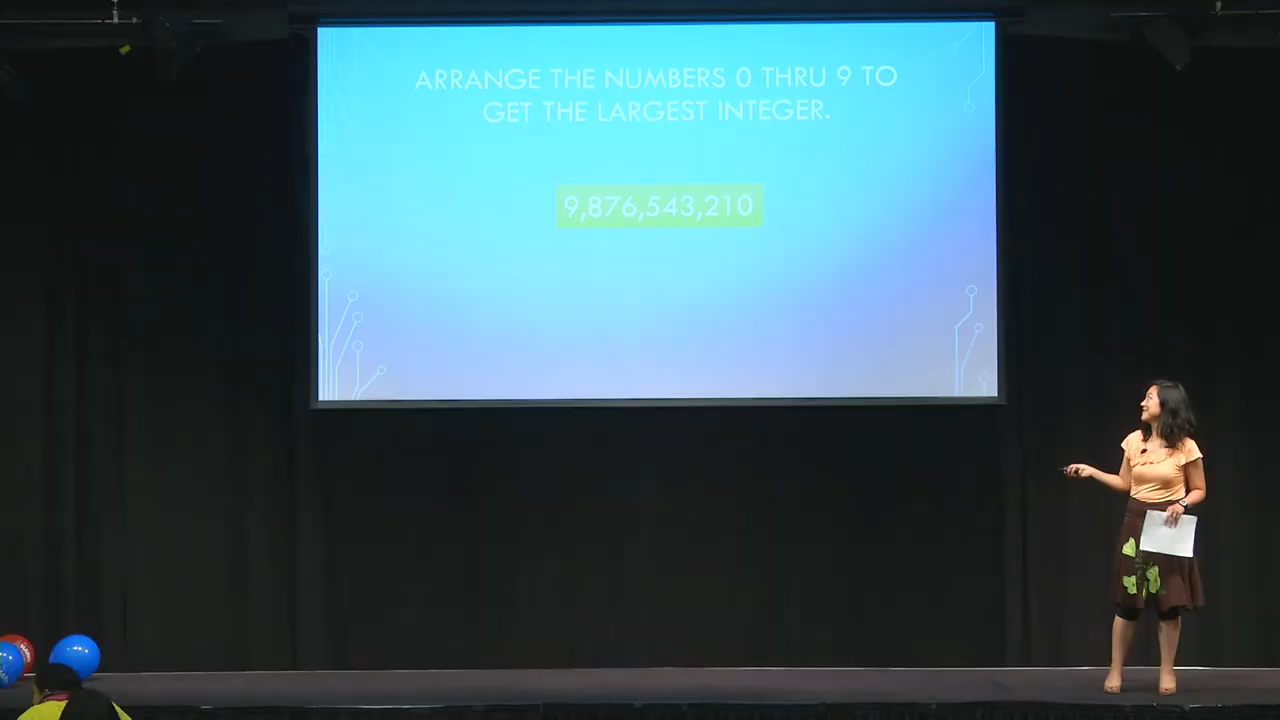 ARRANGE THE NUMBERS 0 THRU 9 TO
GET THE LARGEST INTEGER.
9,876,543,210